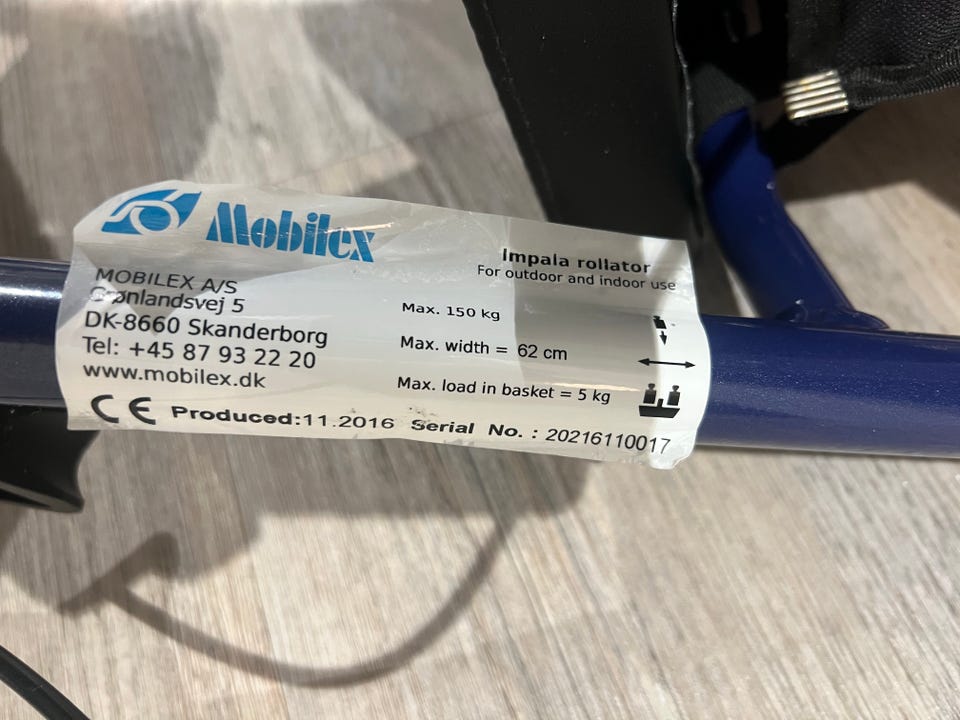 Mobilex
MOBILEX A/S
Grønlandsvej 5
DK-8660 Skanderborg
Tel: +45 87 93 22 20
www.mobilex.dk
Impala rollator
For outdoor and indoor use
Max. 150 kg
Max. width = 62 cm
Max. load in basket = 5 kg
CE Produced:11.2016 Serial No. : 20216110017